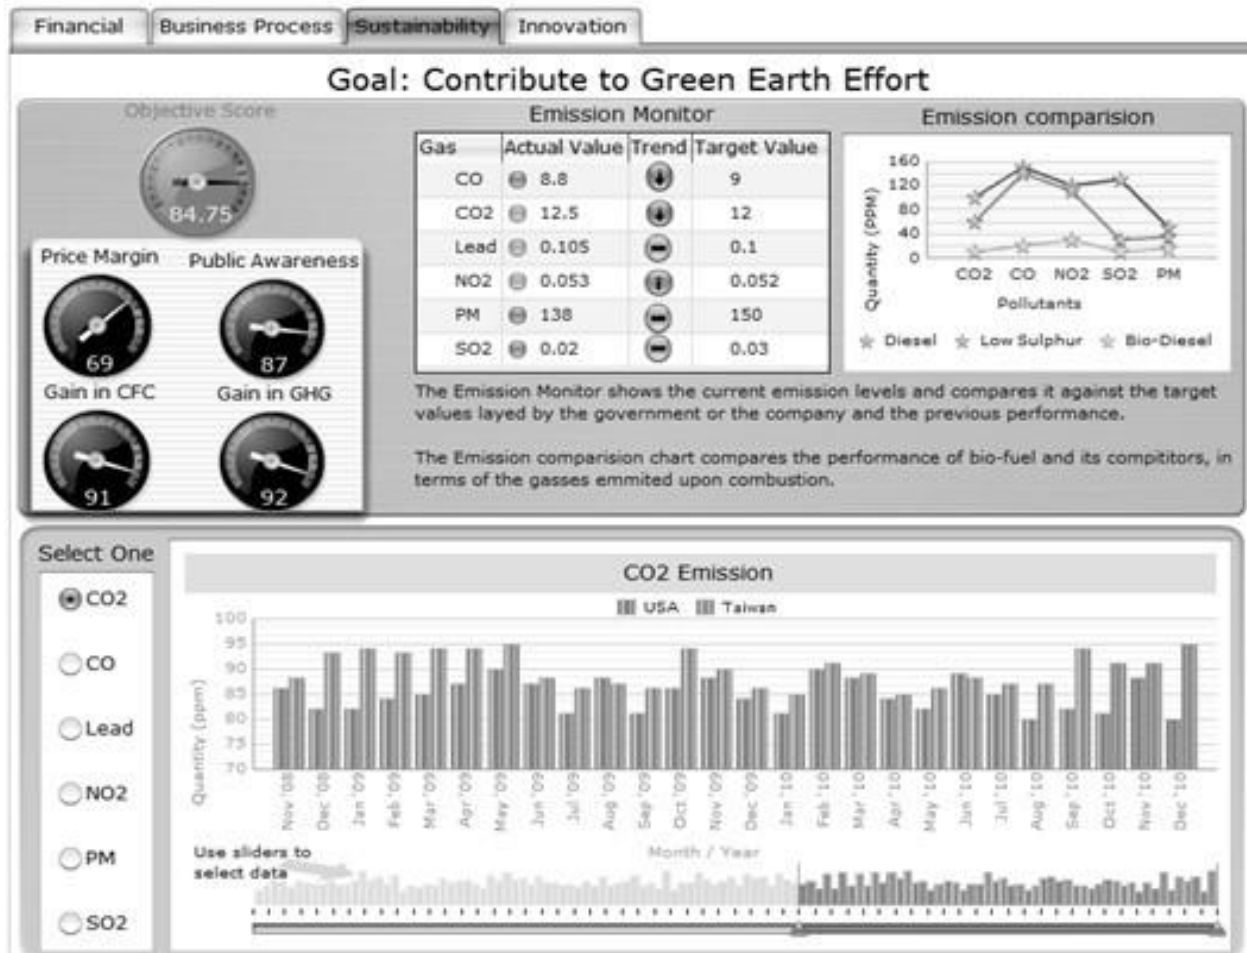 Financial Business Process Sustainability Innovation
Goal: Contribute to Green Earth Effort
Objective Score
84.75
Price Margin Public Awareness
69 87
Gain in CFC Gain in GHG
91 92
Emission Monitor
Gas Actual Value Trend Target Value
CO 8.8 9
CO2 12.5 12
Lead 0.105 0.1
NO2 0.053 0.052
PM 138 150
SO2 0.02 0.03
Emission comparision
Quantity (PPM)
160
120
80
40
0
CO2 CO NO2 SO2 PM
Pollutants
Diesel Low Sulphur Bio-Diesel
The Emission Monitor shows the current emission levels and compares it against the target
values layed by the government or the company and the previous performance.
The Emission comparision chart compares the performance of bio-fuel and its compititors, in
terms of the gasses emmited upon combustion.
Select One
CO2
CO
Lead
NO2
PM
SO2
CO2 Emission
USA Taiwan
Quantity (ppm)
100
95
90
85
80
75
70
Nov '08 Dec '08 Jan '09 Feb '09 Mar '09 Apr '09 May '09 Jun '09 Jul '09 Aug '09 Sep '09 Oct '09 Nov '09 Dec '09 Jan '10 Feb '10 Mar '10 Apr '10 May '10 Jun '10 Jul '10 Aug '10 Sep '10 Oct '10 Nov '10 Dec '10
Month / Year
Use sliders to
select data